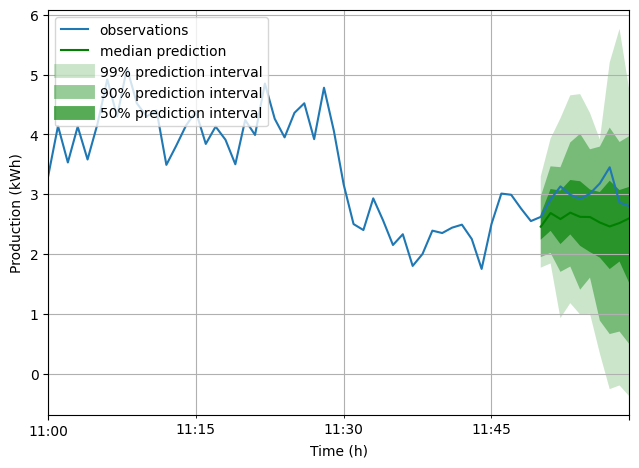 observations
median prediction
99% prediction interval
90% prediction interval
50% prediction interval
6
5
4
3
2
1
0
Production (kWh)
11:00
11:15
11:30
11:45
Time (h)